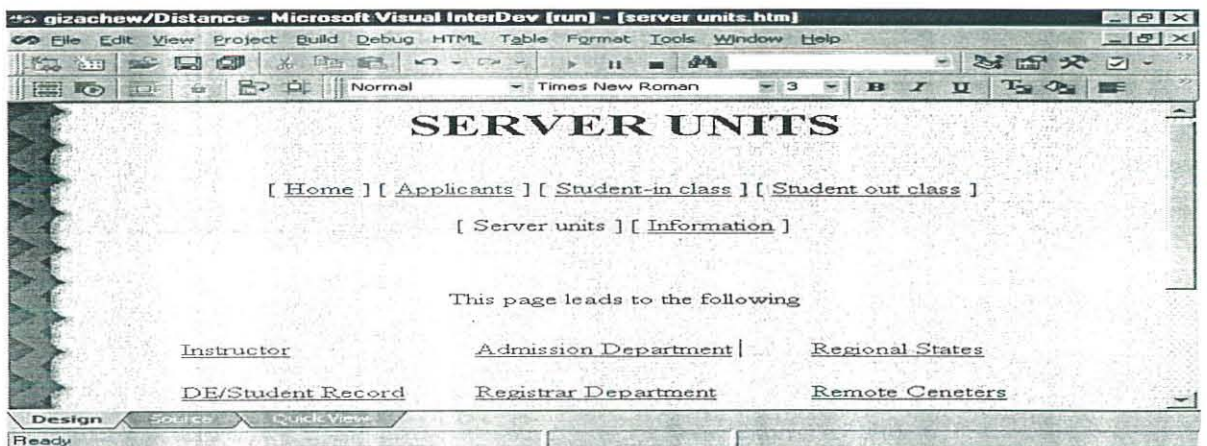 gizachew/Distance - Microsoft Visual InterDev [run] - [server units.htm]
File Edit View Project Build Debug HTML Table Format Tools Window Help
Normal Times New Roman 3 B I U
SERVER UNITS
[ Home ] [ Applicants ] [ Student-in class ] [ Student out class ]
[ Server units ] [ Information ]
This page leads to the following
Instructor Admission Department Regional States
DE/Student Record Registrar Department Remote Ceneters
Design Source Quick View
Ready